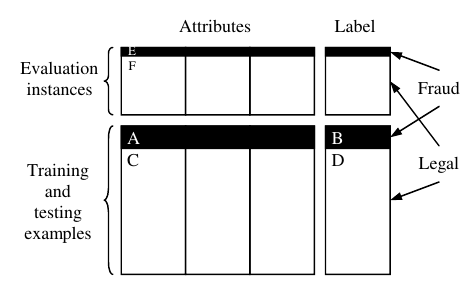 Attributes Label
E
F
Evaluation
instances
Fraud
A B
C D
Legal
Training
and
testing
examples